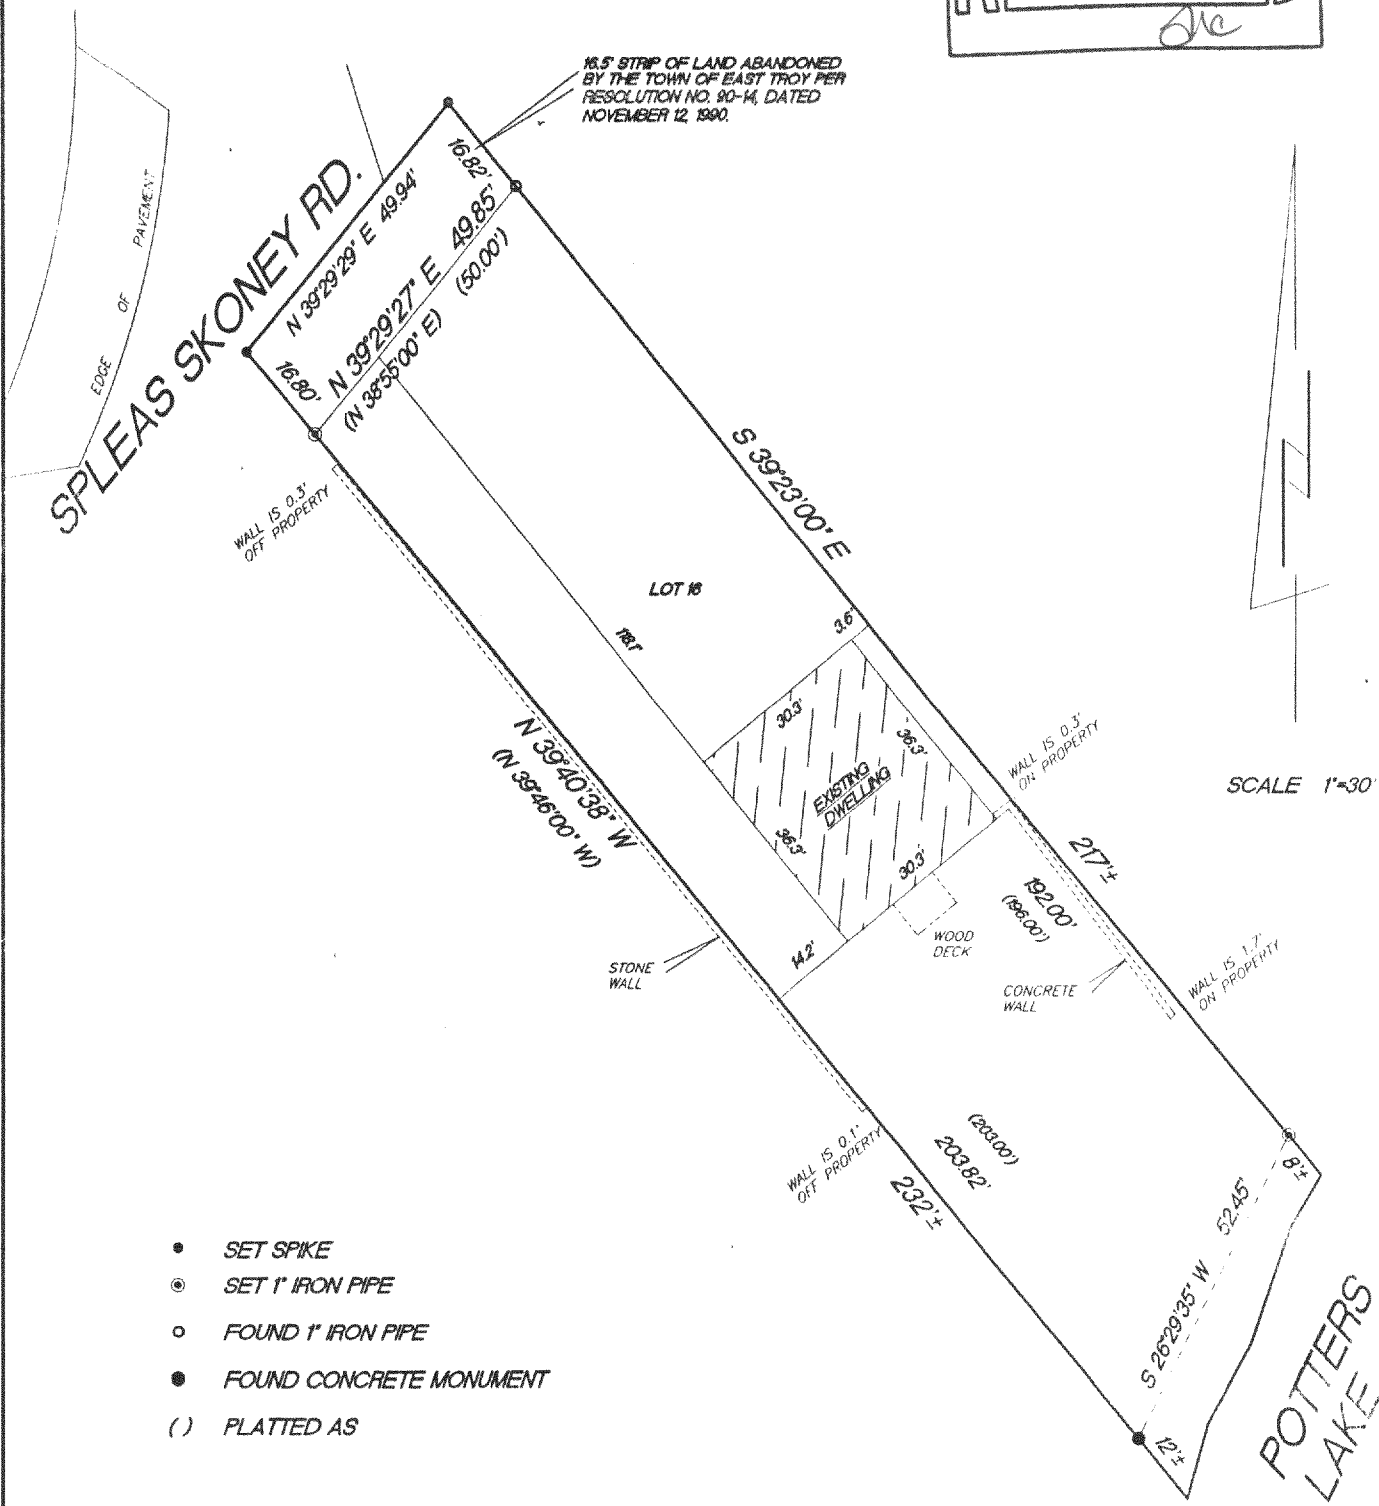 16.5' STRIP OF LAND ABANDONED
BY THE TOWN OF EAST TROY PER
RESOLUTION NO. 90-14, DATED
NOVEMBER 12, 1990.
EDGE OF PAVEMENT
SPLEAS SKONEY RD.
N 39°29'29" E 49.94'
16.82'
16.80'
N 39°29'27" E 49.85'
(N 38°55'00" E) (50.00')
WALL IS 0.3'
OFF PROPERTY
S 39°23'00" E
LOT 16
118.1'
3.6'
30.3'
36.3'
EXISTING
DWELLING
36.3'
30.3'
N 39°40'38" W
(N 39°46'00" W)
WALL IS 0.3'
ON PROPERTY
SCALE 1"=30'
217'±
192.00'
(196.00')
WOOD
DECK
14.2'
STONE
WALL
CONCRETE
WALL
WALL IS 1.7'
ON PROPERTY
WALL IS 0.1'
OFF PROPERTY
(203.00')
203.82'
232'±
8'±
S 26°29'35" W 52.45'
12'±
POTTERS
LAKE
SET SPIKE
SET 1" IRON PIPE
FOUND 1" IRON PIPE
FOUND CONCRETE MONUMENT
( ) PLATTED AS